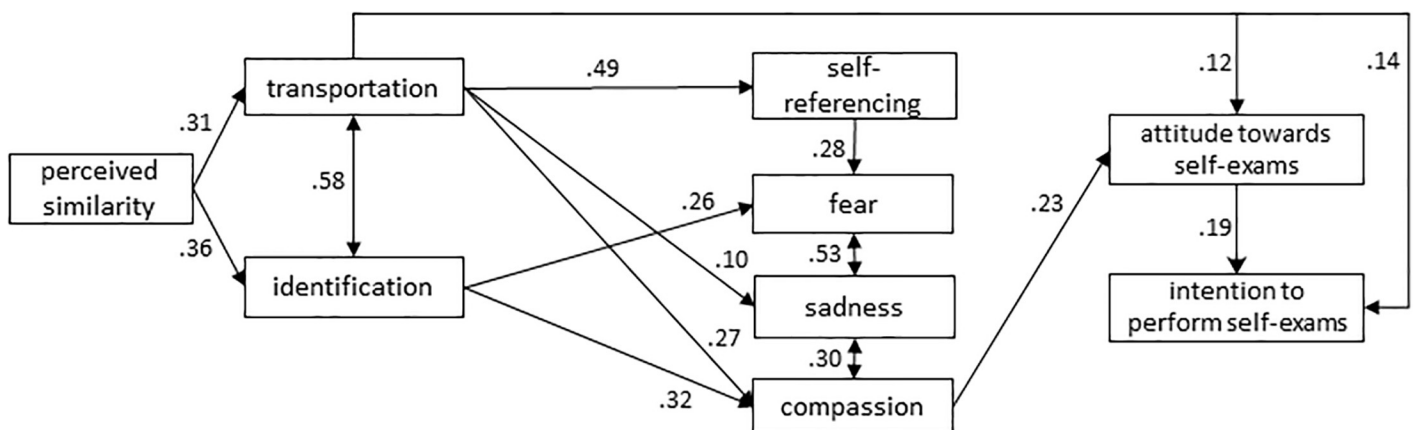 .12
.14
transportation
.49
self-
referencing
.31
.58
.28
attitude towards
self-exams
perceived
similarity
.26
fear
.23
.36
.53
.19
identification
.10
sadness
intention to
perform self-exams
.27
.30
.32
compassion